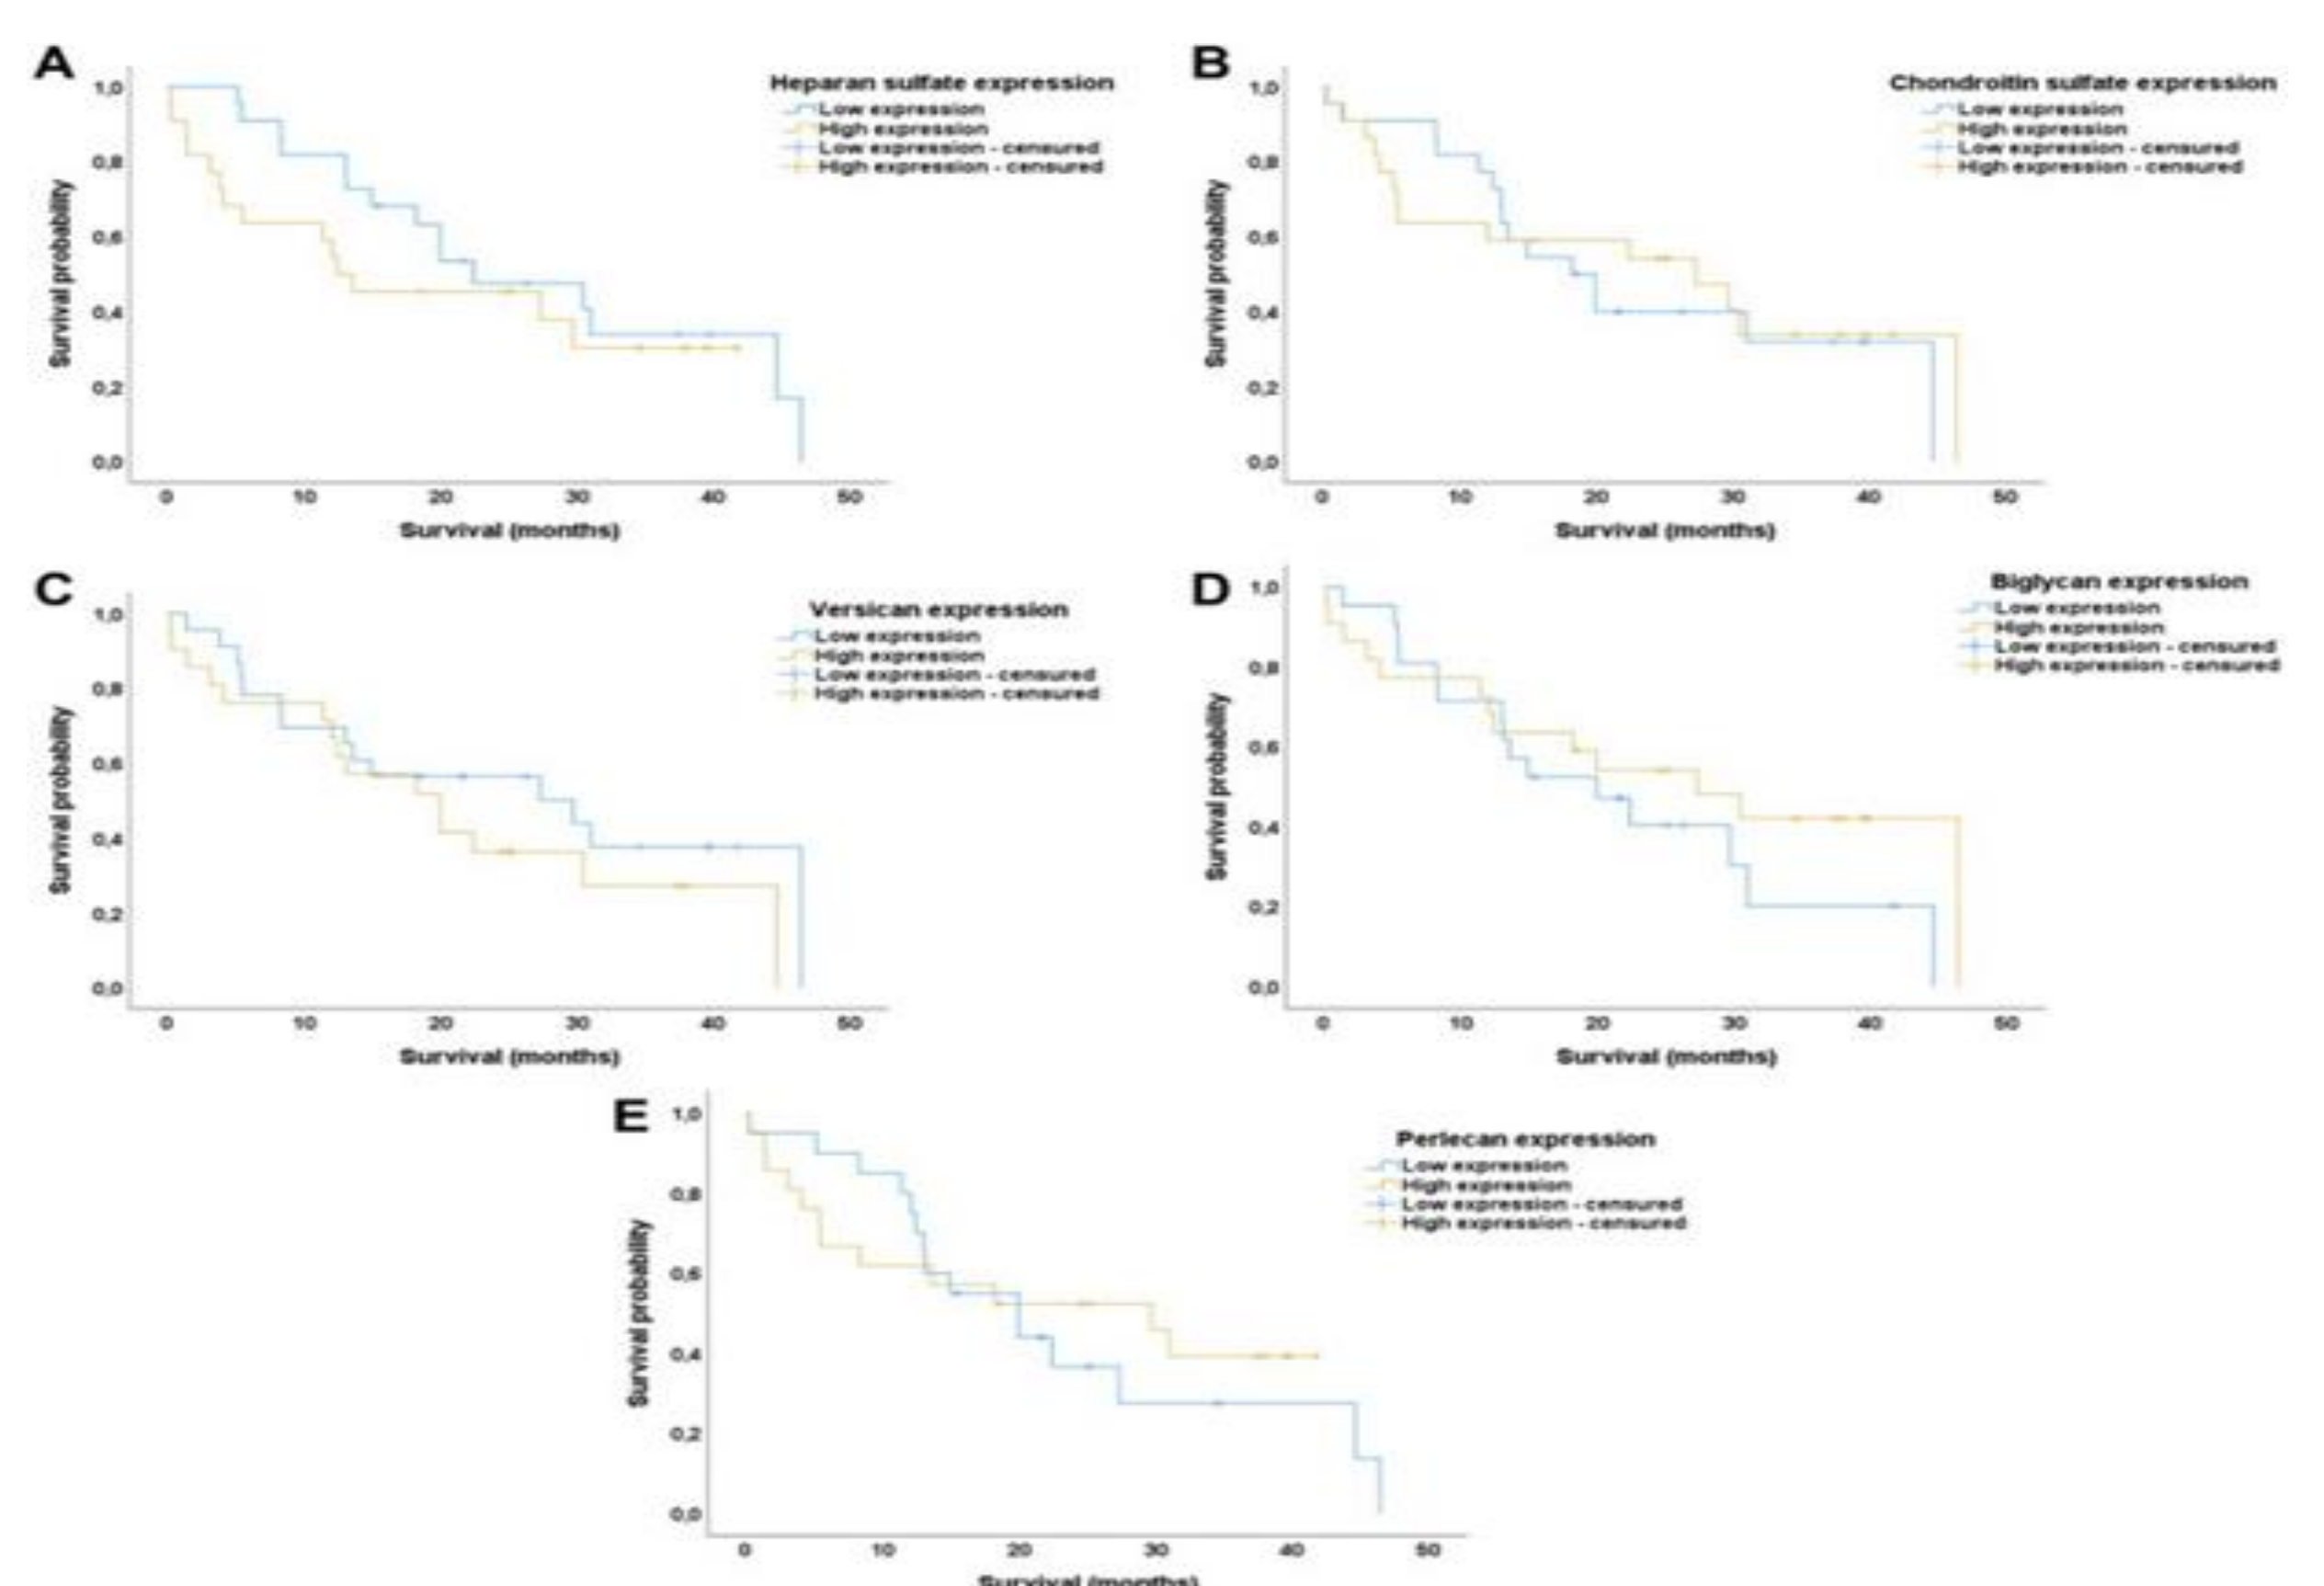 A
Heparan sulfate expression
Low expression
High expression
Low expression - censured
High expression - censured
Survival probability
1,0
0,8
0,6
0,4
0,2
0,0
0 10 20 30 40 50
Survival (months)
B
Chondroitin sulfate expression
Low expression
High expression
Low expression - censured
High expression - censured
Survival probability
1,0
0,8
0,6
0,4
0,2
0,0
0 10 20 30 40 50
Survival (months)
C
Versican expression
Low expression
High expression
Low expression - censured
High expression - censured
Survival probability
1,0
0,8
0,6
0,4
0,2
0,0
0 10 20 30 40 50
Survival (months)
D
Biglycan expression
Low expression
High expression
Low expression - censured
High expression - censured
Survival probability
1,0
0,8
0,6
0,4
0,2
0,0
0 10 20 30 40 50
Survival (months)
E
Perlecan expression
Low expression
High expression
Low expression - censured
High expression - censured
Survival probability
1,0
0,8
0,6
0,4
0,2
0,0
0 10 20 30 40 50
Survival (months)